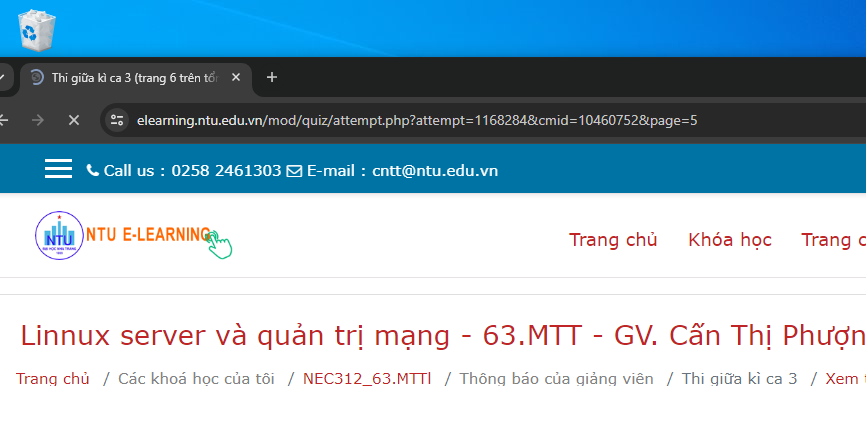 Thi giữa kì ca 3 (trang 6 trên tổn
elearning.ntu.edu.vn/mod/quiz/attempt.php?attempt=1168284&cmid=10460752&page=5
Call us : 0258 2461303 E-mail : cntt@ntu.edu.vn
NTU
NTU E-LEARNING
Trang chủ Khóa học Trang c
Linnux server và quản trị mạng - 63.MTT - GV. Cấn Thị Phượn
Trang chủ / Các khoá học của tôi / NEC312_63.MTTl / Thông báo của giảng viên / Thi giữa kì ca 3 / Xem t